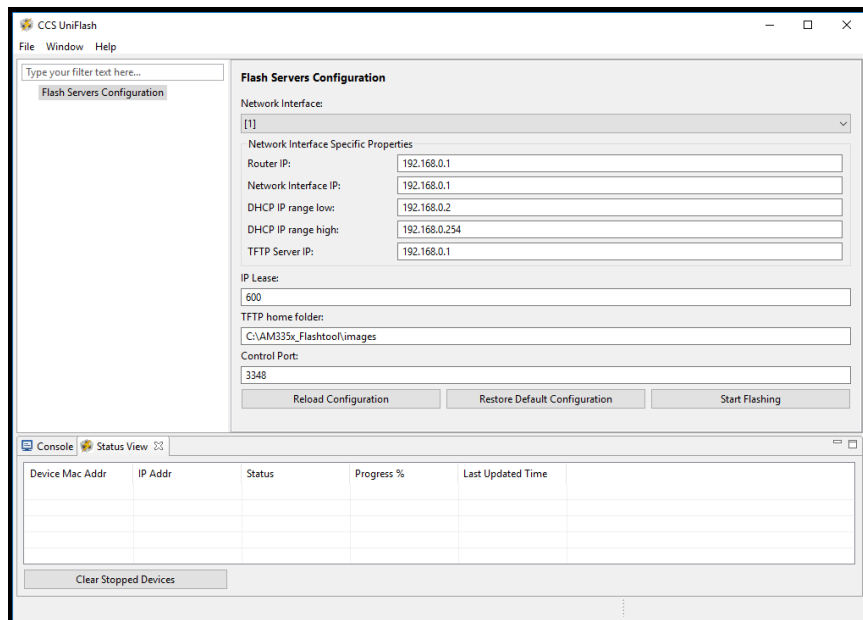 CCS UniFlash
File Window Help
Type your filter text here...
Flash Servers Configuration
Flash Servers Configuration
Network Interface:
[1]
Network Interface Specific Properties
Router IP: 192.168.0.1
Network Interface IP: 192.168.0.1
DHCP IP range low: 192.168.0.2
DHCP IP range high: 192.168.0.254
TFTP Server IP: 192.168.0.1
IP Lease:
600
TFTP home folder:
C:\AM335x_Flashtool\images
Control Port:
3348
Reload Configuration Restore Default Configuration Start Flashing
Console Status View
Device Mac Addr IP Addr Status Progress % Last Updated Time
Clear Stopped Devices